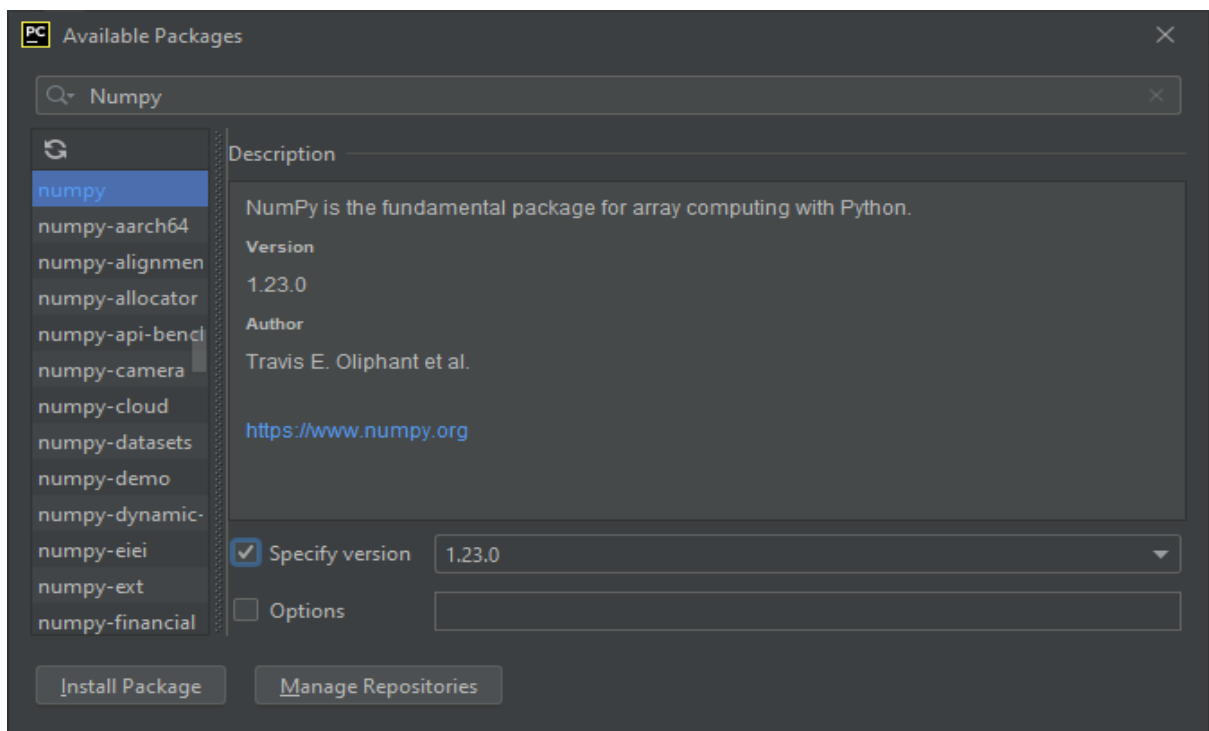 PC Available Packages
Numpy
Description
numpy
numpy-aarch64
numpy-alignmen
numpy-allocator
numpy-api-bencl
numpy-camera
numpy-cloud
numpy-datasets
numpy-demo
numpy-dynamic-
numpy-eiei
numpy-ext
numpy-financial
NumPy is the fundamental package for array computing with Python.
Version
1.23.0
Author
Travis E. Oliphant et al.
https://www.numpy.org
Specify version 1.23.0
Options
Install Package Manage Repositories